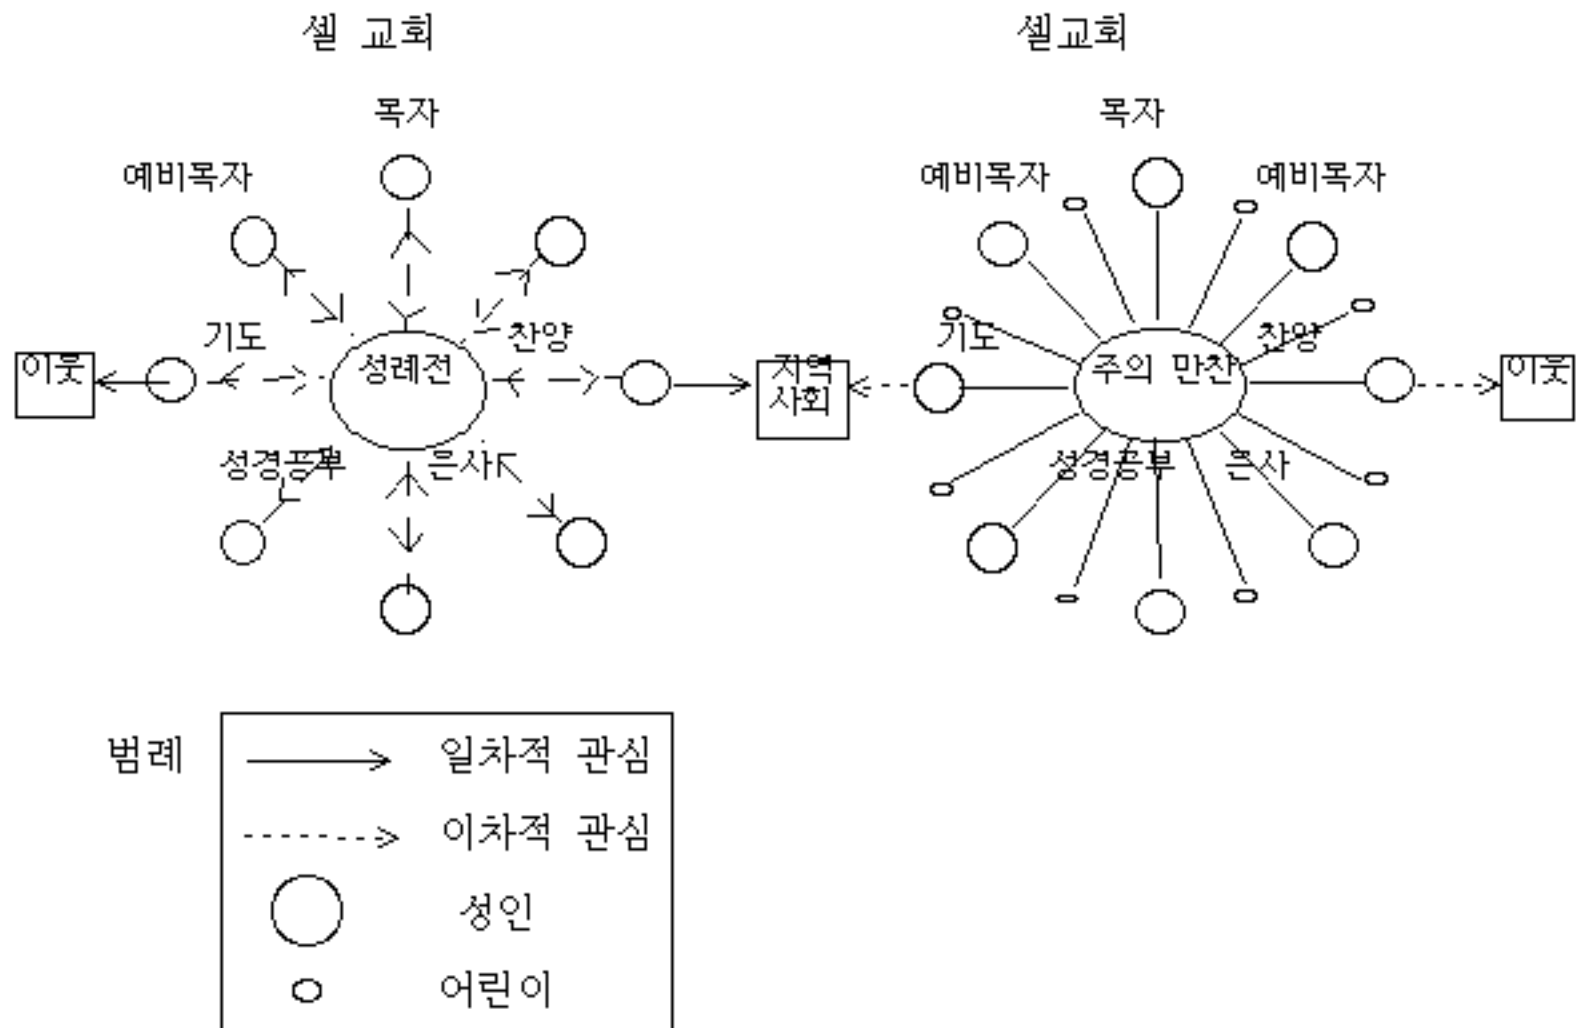 셀 교회
목자
예비목자
기도
찬양
이웃
성례전
성경공부
은사
셀교회
목자
예비목자
예비목자
기도
찬양
지역
사회
주의 만찬
이웃
성경공부
은사
범례
일차적 관심
이차적 관심
성인
어린이